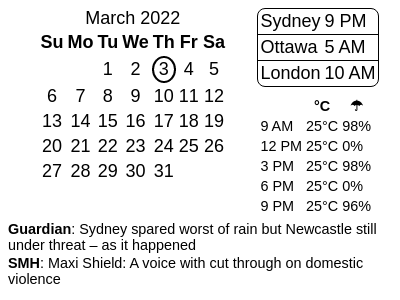 March 2022
Su Mo Tu We Th Fr Sa
1 2 3 4 5
6 7 8 9 10 11 12
13 14 15 16 17 18 19
20 21 22 23 24 25 26
27 28 29 30 31
Sydney 9 PM
Ottawa 5 AM
London 10 AM
°C ☂
9 AM 25°C 98%
12 PM 25°C 0%
3 PM 25°C 98%
6 PM 25°C 0%
9 PM 25°C 96%
Guardian: Sydney spared worst of rain but Newcastle still
under threat – as it happened
SMH: Maxi Shield: A voice with cut through on domestic
violence